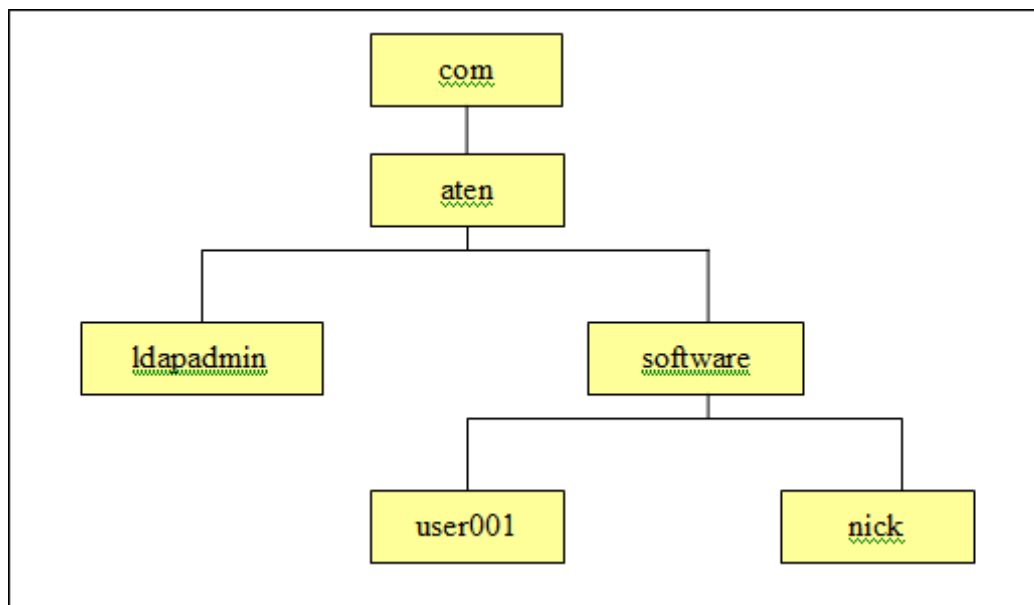 com
aten
ldapadmin
software
user001
nick